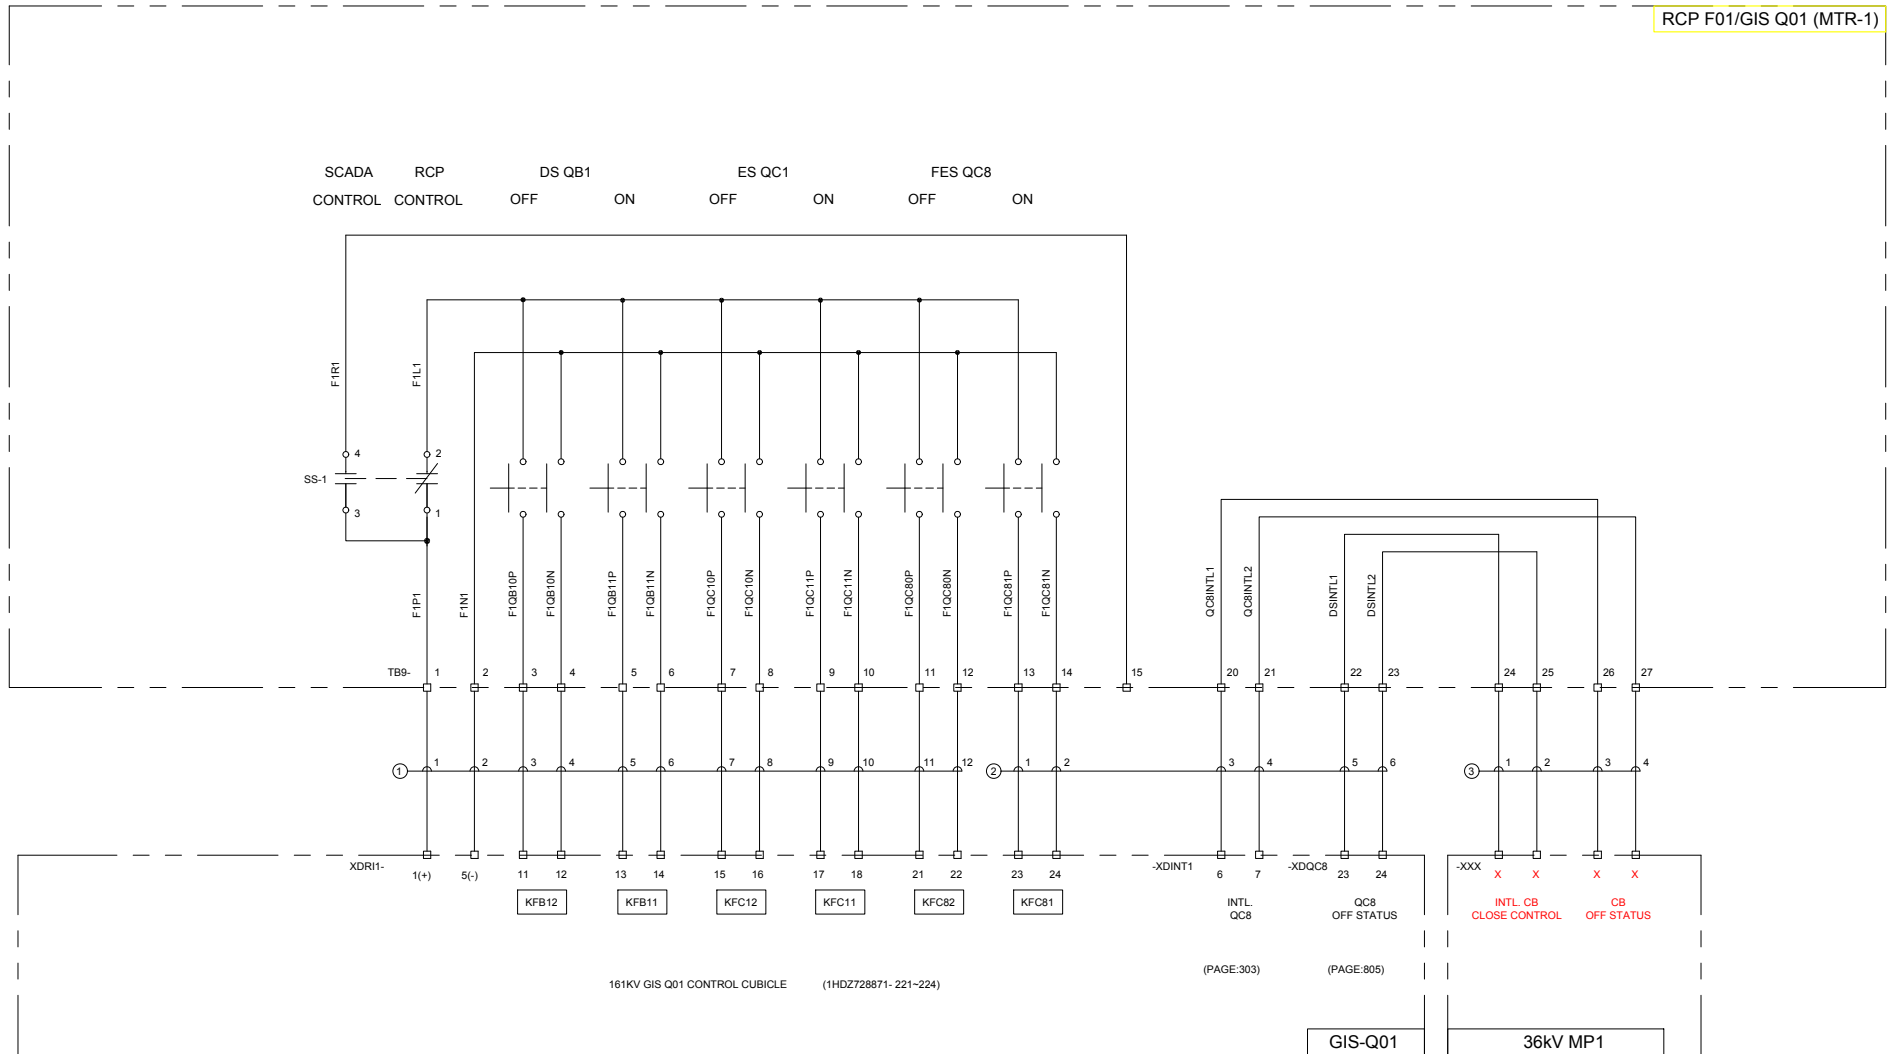 RCP F01/GIS Q01 (MTR-1)
SCADA RCP DS QB1 ES QC1 FES QC8
CONTROL CONTROL OFF ON OFF ON OFF ON
F1R1 F1L1
4 2
SS-1
3 1
F1P1 F1N1 F1QB10P F1QB10N F1QB11P F1QB11N F1QC10P F1QC10N F1QC11P F1QC11N F1QC80P F1QC80N F1QC81P F1QC81N QC8INTL1 QC8INTL2 DSINTL1 DSINTL2
TB9- 1 2 3 4 5 6 7 8 9 10 11 12 13 14 15 20 21 22 23 24 25 26 27
1 1 2 3 4 5 6 7 8 9 10 11 12 2 1 2 3 4 5 6 3 1 2 3 4
XDRI1- 1(+) 5(-) 11 12 13 14 15 16 17 18 21 22 23 24 -XDINT1 6 7 -XDQC8 23 24 -XXX X X X X
KFB12 KFB11 KFC12 KFC11 KFC82 KFC81
INTL. QC8 INTL. CB CB
QC8 OFF STATUS CLOSE CONTROL OFF STATUS
(PAGE:303) (PAGE:805)
161KV GIS Q01 CONTROL CUBICLE (1HDZ728871- 221~224)
GIS-Q01 36kV MP1